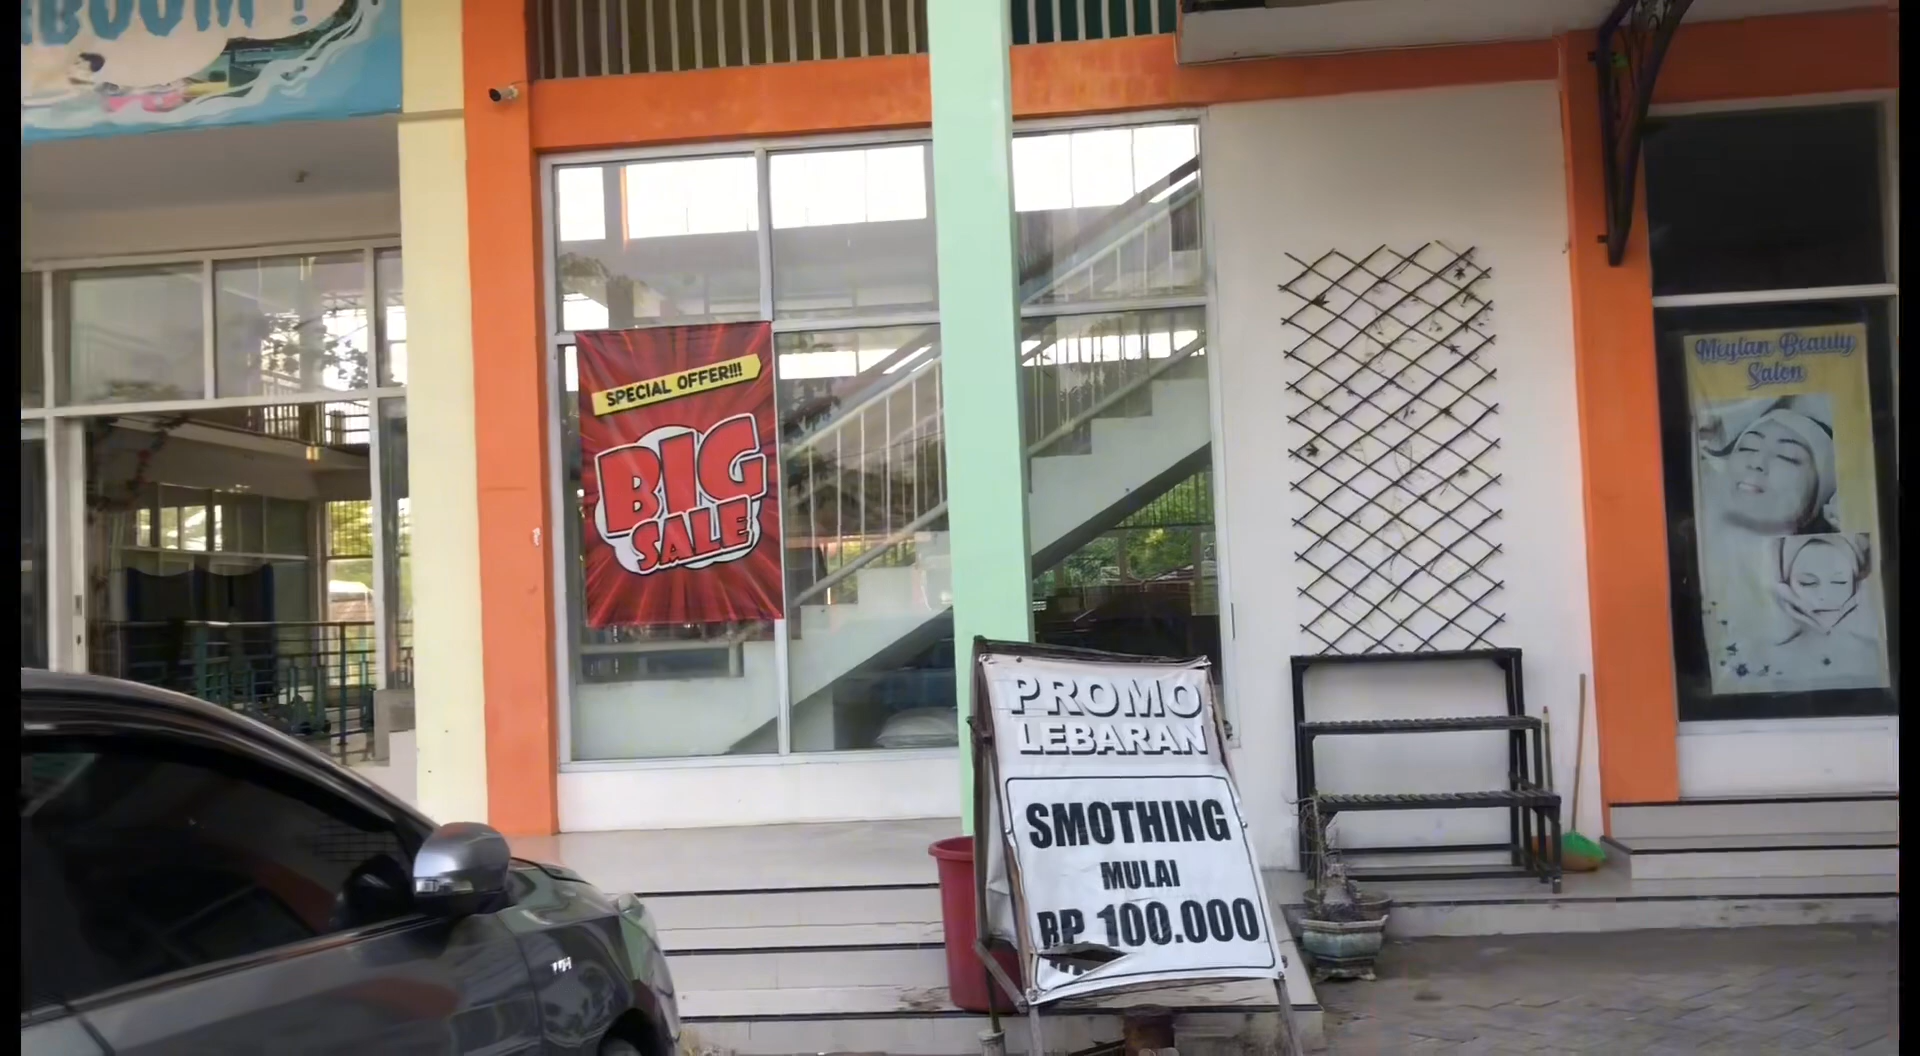 SPECIAL OFFER!!!
BIG
SALE
PROMO
LEBARAN
SMOTHING
MULAI
RP 100.000
Meylan Beauty
Salon